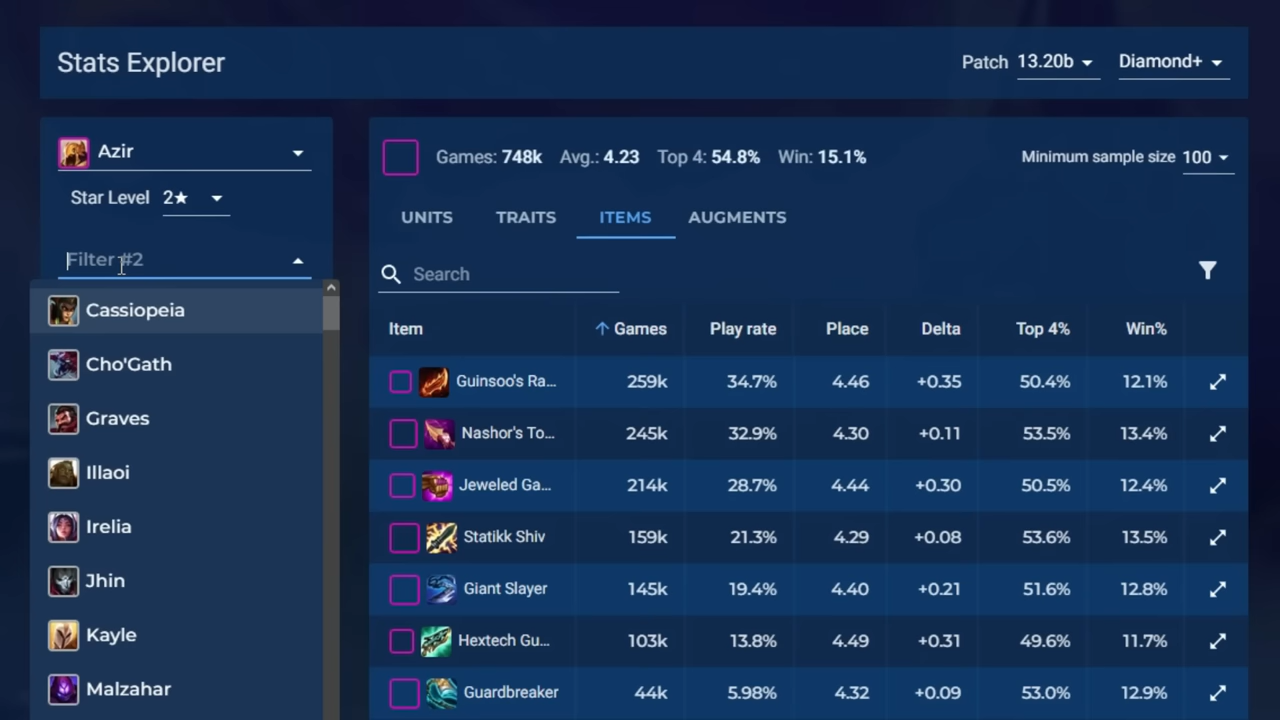 Stats Explorer
Patch 13.20b Diamond+
Azir
Star Level 2★
Filter #2
Cassiopeia
Cho'Gath
Graves
Illaoi
Irelia
Jhin
Kayle
Malzahar
Games: 748k Avg.: 4.23 Top 4: 54.8% Win: 15.1%
Minimum sample size 100
UNITS TRAITS ITEMS AUGMENTS
Search
Item Games Play rate Place Delta Top 4% Win%
Guinsoo's Ra... 259k 34.7% 4.46 +0.35 50.4% 12.1%
Nashor's To... 245k 32.9% 4.30 +0.11 53.5% 13.4%
Jeweled Ga... 214k 28.7% 4.44 +0.30 50.5% 12.4%
Statikk Shiv 159k 21.3% 4.29 +0.08 53.6% 13.5%
Giant Slayer 145k 19.4% 4.40 +0.21 51.6% 12.8%
Hextech Gu... 103k 13.8% 4.49 +0.31 49.6% 11.7%
Guardbreaker 44k 5.98% 4.32 +0.09 53.0% 12.9%